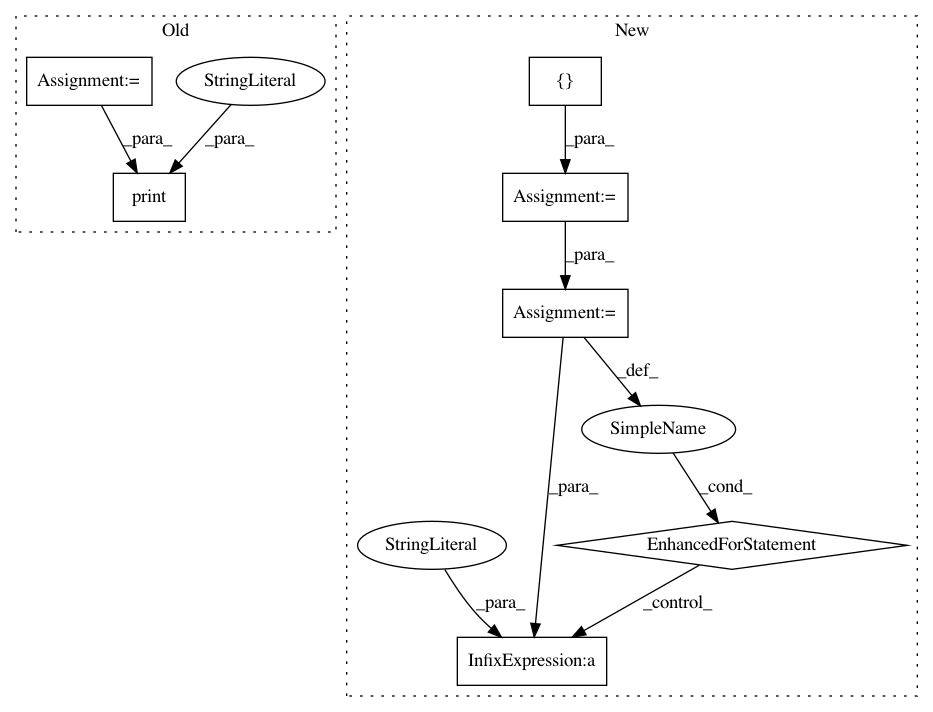 Old
New
Assignment:=
StringLiteral
{}
_para_
_para_
_para_
print
Assignment:=
_para_
Assignment:=
_def_
SimpleName
_para_
_cond_
StringLiteral
EnhancedForStatement
_para_
_control_
InfixExpression:a